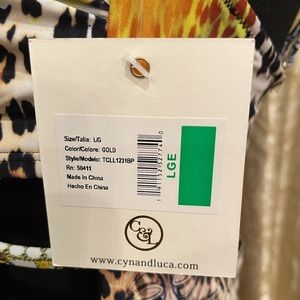 Size/Talla: L/G
Color/Colore: GOLD
Style/Modelo: TCLL1231BP
Rn: 50411
Made In China
Hecho En China
LGE
C&L
www.cynandluca.com